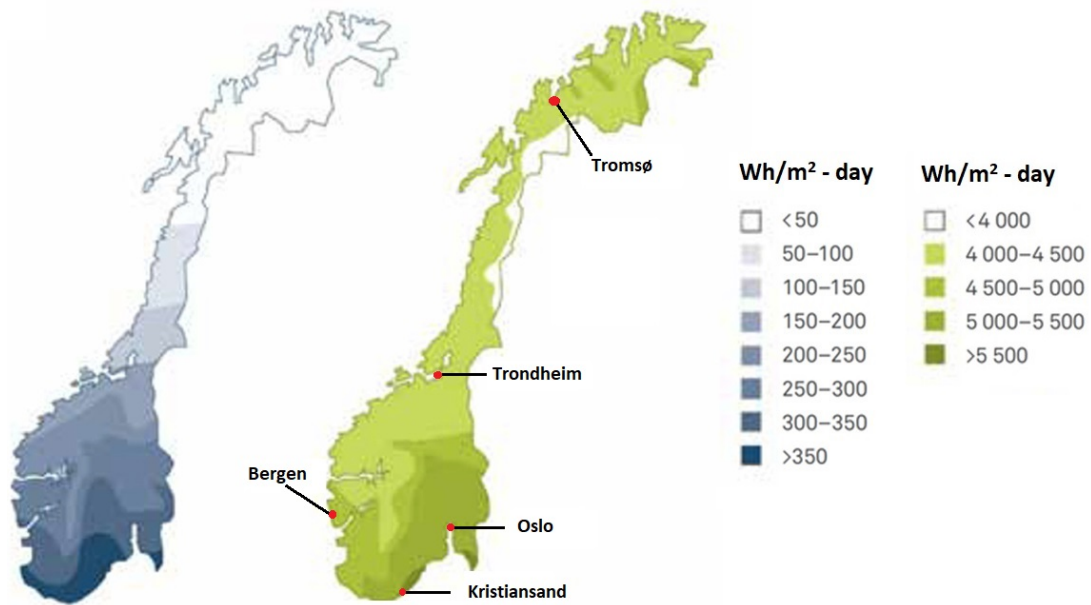 Tromsø
Trondheim
Bergen
Oslo
Kristiansand
Wh/m² - day
<50
50–100
100–150
150–200
200–250
250–300
300–350
>350
Wh/m² - day
<4 000
4 000–4 500
4 500–5 000
5 000–5 500
>5 500